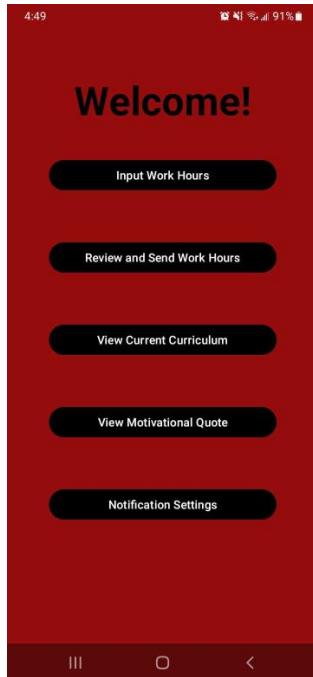 4:49
91%
Welcome!
Input Work Hours
Review and Send Work Hours
View Current Curriculum
View Motivational Quote
Notification Settings